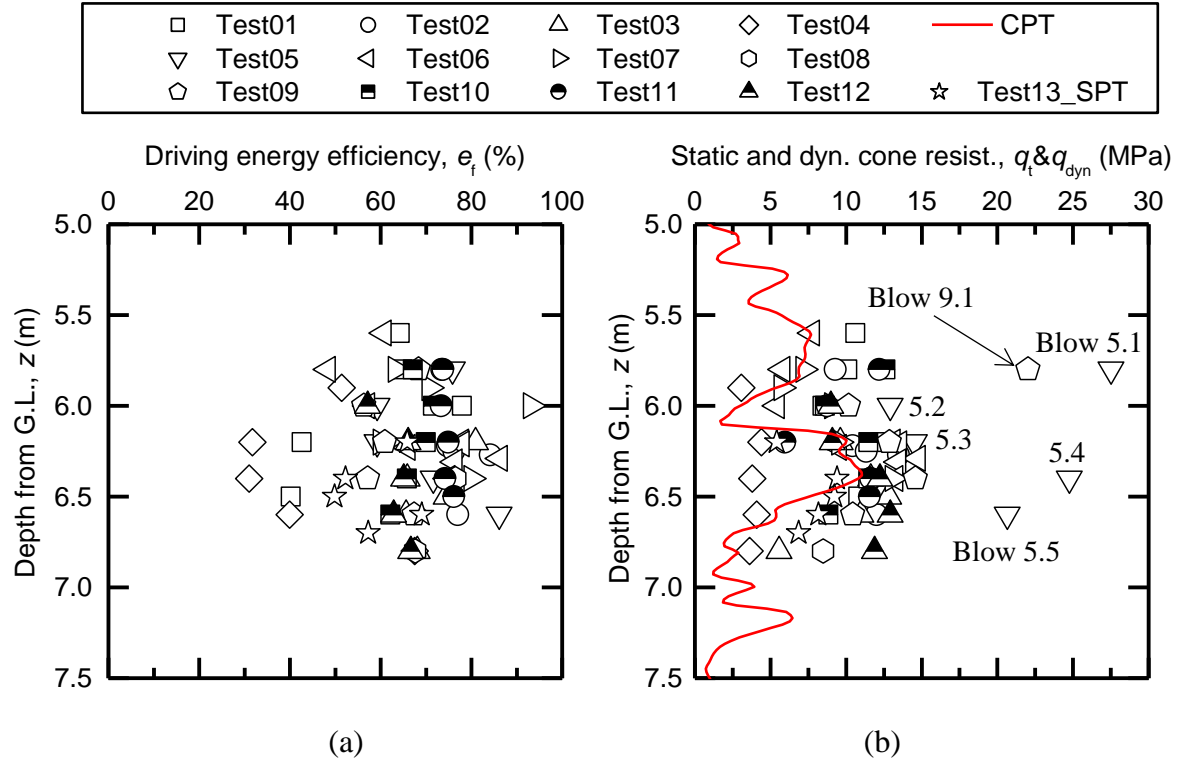 Test01 Test02 Test03 Test04 CPT
Test05 Test06 Test07 Test08
Test09 Test10 Test11 Test12 Test13_SPT
Driving energy efficiency, ef (%)
0 20 40 60 80 100
5.0
5.5
6.0
6.5
7.0
7.5
Depth from G.L., z (m)
(a)
Static and dyn. cone resist., qt&qdyn (MPa)
0 5 10 15 20 25 30
5.0
5.5
6.0
6.5
7.0
7.5
Depth from G.L., z (m)
Blow 9.1
Blow 5.1
5.2
5.3
5.4
Blow 5.5
(b)